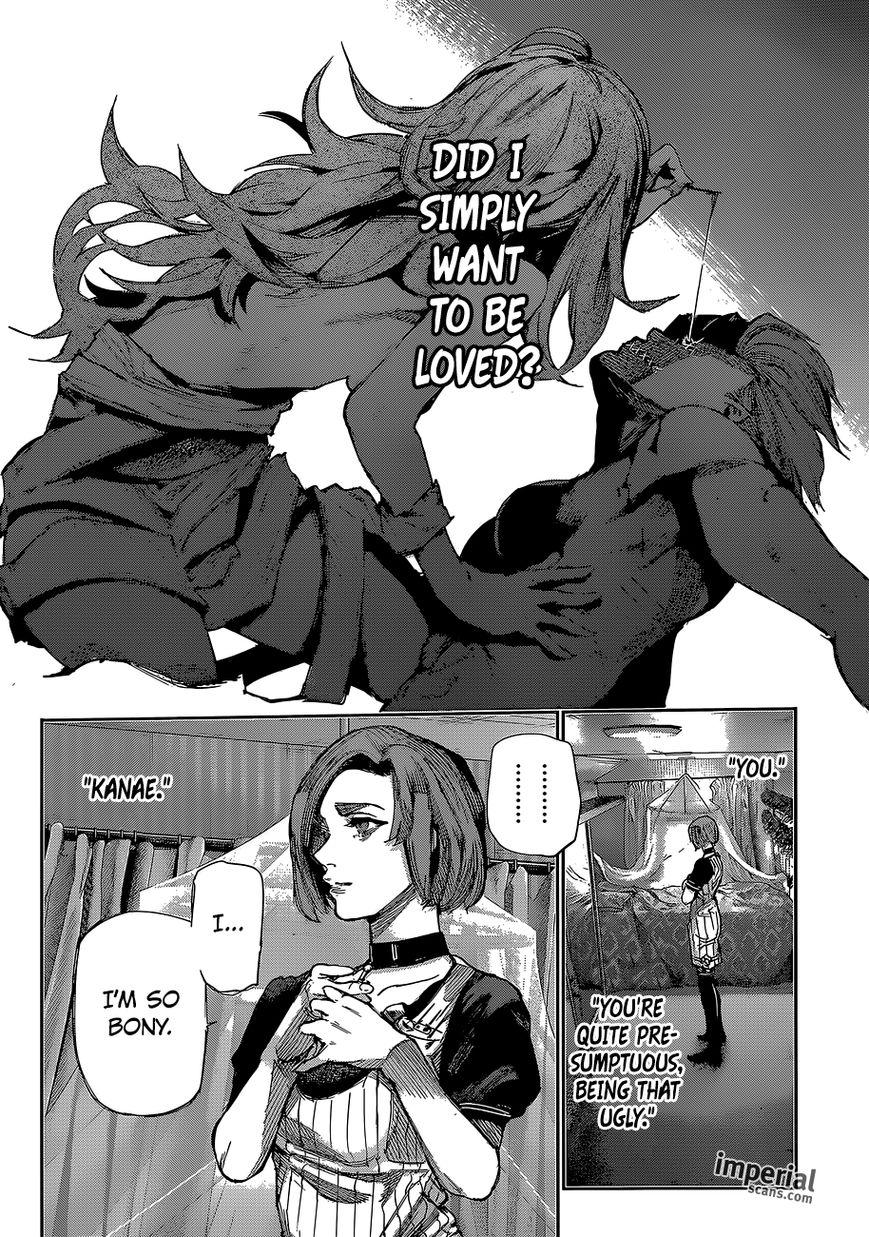 DID I
SIMPLY
WANT
TO BE
LOVED?
"YOU."
"YOU'RE
QUITE PRE-
SUMPTUOUS,
BEING THAT
UGLY."
"KANAE."
I...
I'M SO
BONY.
imperial
scans.com